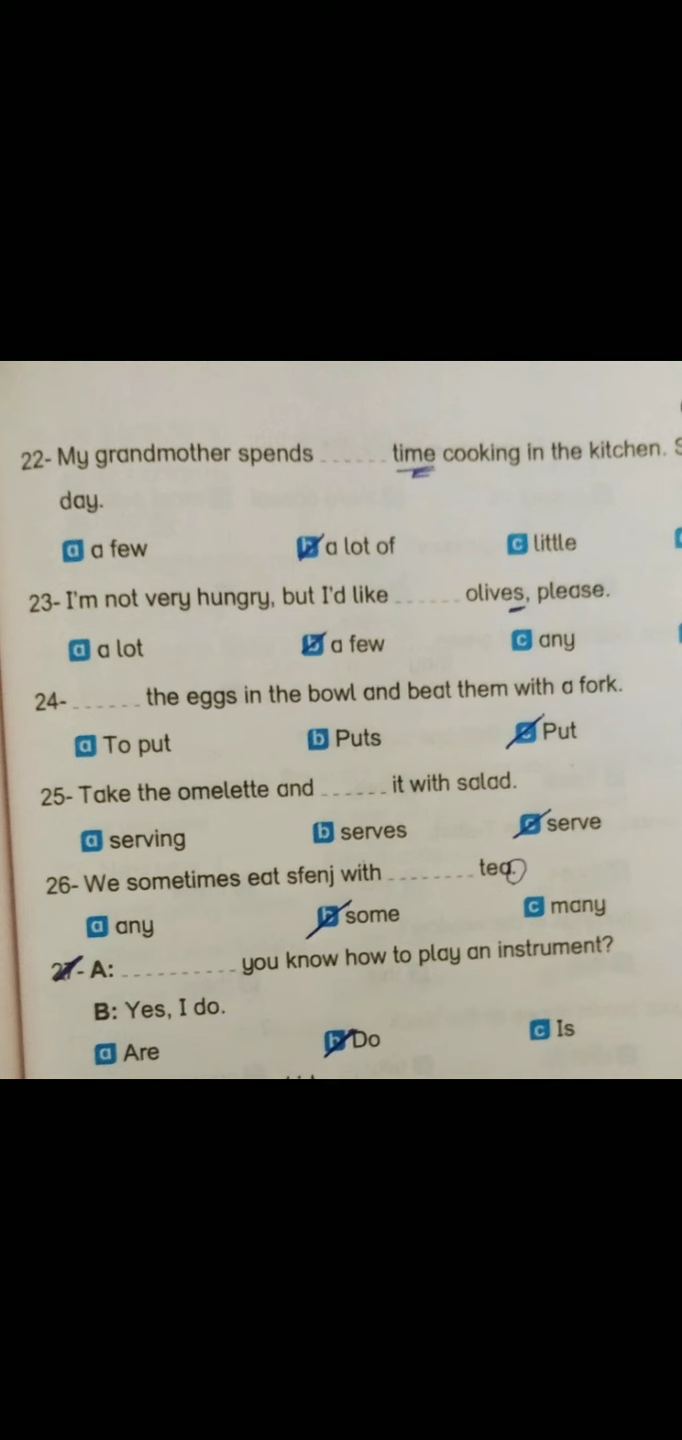 22- My grandmother spends ...... time cooking in the kitchen. S
day.
a a few b a lot of c little
23- I'm not very hungry, but I'd like ...... olives, please.
a a lot b a few c any
24- ...... the eggs in the bowl and beat them with a fork.
a To put b Puts c Put
25- Take the omelette and ...... it with salad.
a serving b serves c serve
26- We sometimes eat sfenj with ........ tea.
a any b some c many
27- A: .......... you know how to play an instrument?
B: Yes, I do.
a Are b Do c Is